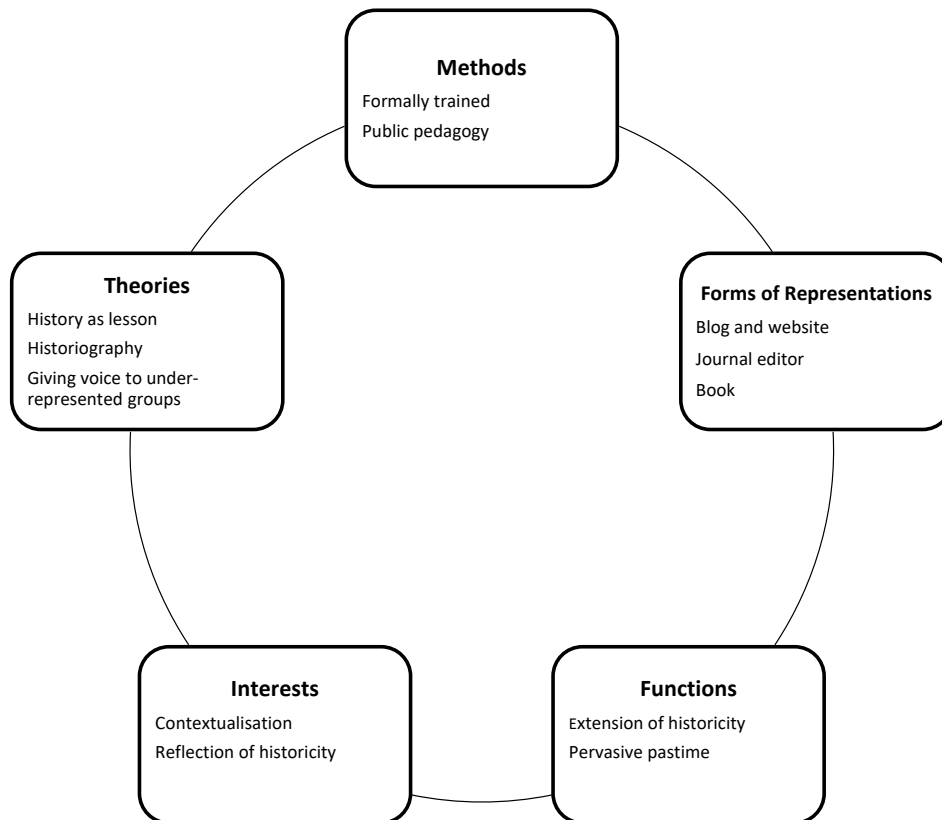 Methods
Formally trained
Public pedagogy
Theories
History as lesson
Historiography
Giving voice to under-
represented groups
Forms of Representations
Blog and website
Journal editor
Book
Interests
Contextualisation
Reflection of historicity
Functions
Extension of historicity
Pervasive pastime